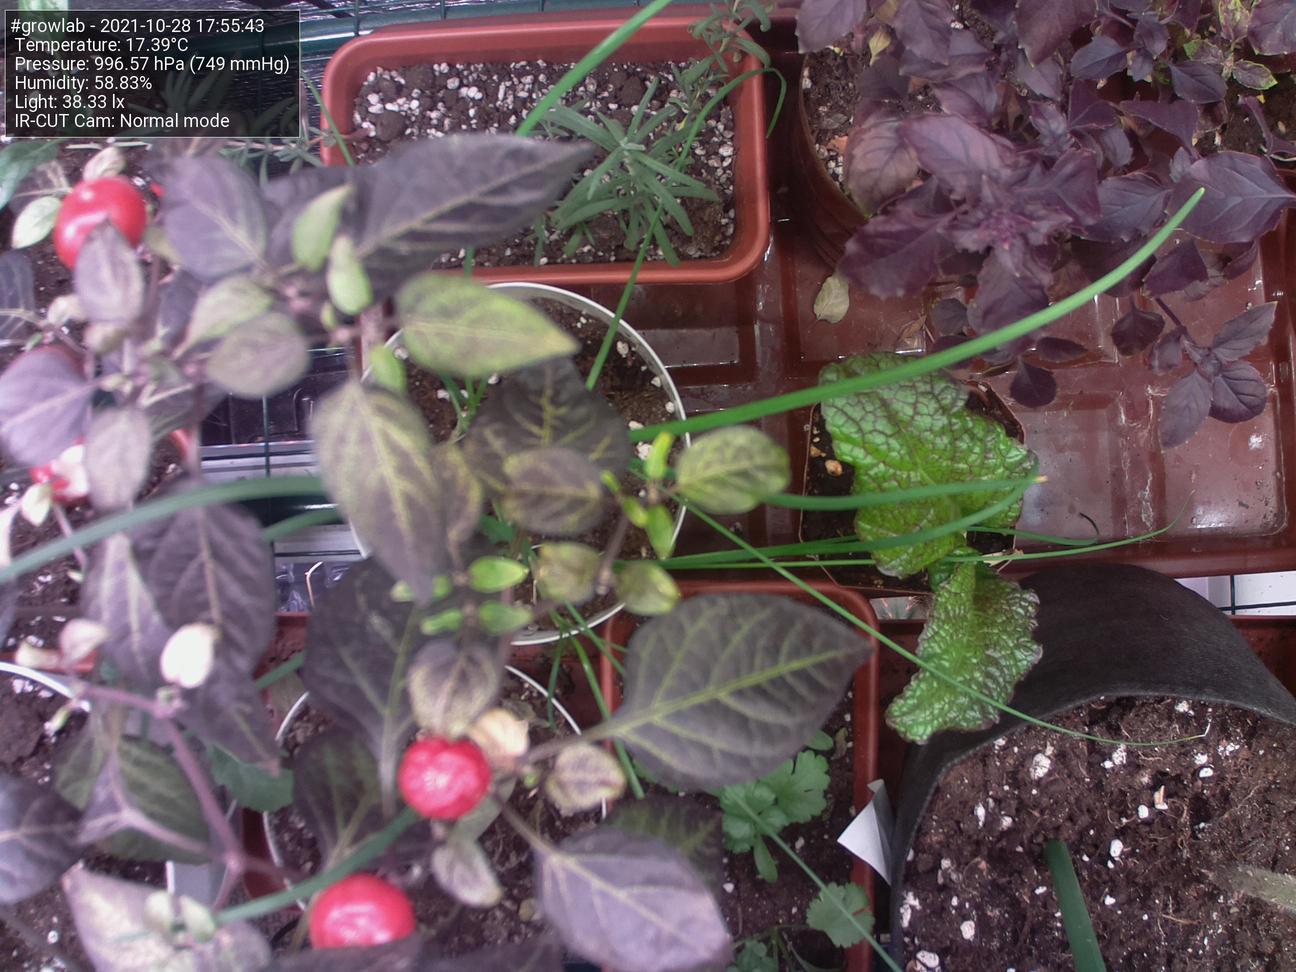 #growlab - 2021-10-28 17:55:43
Temperature: 17.39°C
Pressure: 996.57 hPa (749 mmHg)
Humidity: 58.83%
Light: 38.33 lx
IR-CUT Cam: Normal mode